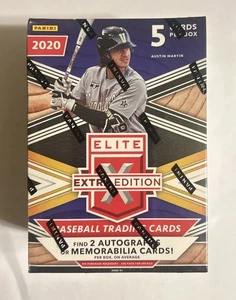 PANINI
2020
5 CARDS
PER BOX
AUSTIN MARTIN
ELITE
X
EXTRA EDITION
BASEBALL TRADING CARDS
FIND 2 AUTOGRAPHS
OR MEMORABILIA CARDS!
PER BOX, ON AVERAGE